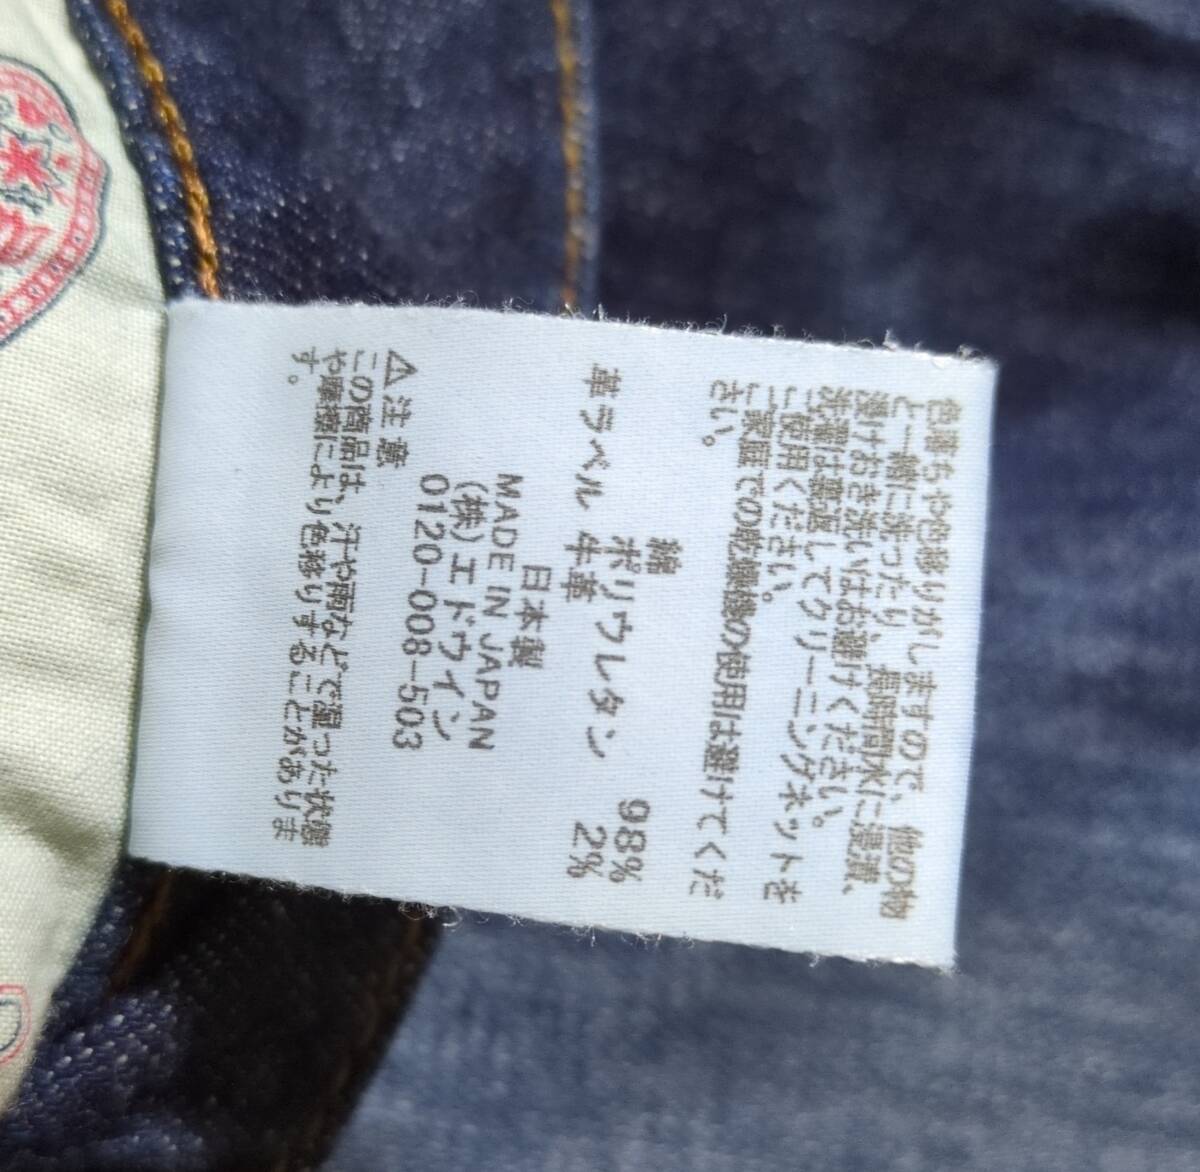 色落ちや色移りがしますので、他の物
と一緒に洗ったり、長時間水に浸漬、
浸けおき洗いはお避けください。
洗濯は裏返してクリーニングネットを
ご使用ください。
ご家庭での乾燥機の使用は避けてくだ
さい。
綿 98%
ポリウレタン 2%
革ラベル 牛革
日本製
MADE IN JAPAN
(株)エドウイン
0120-008-503
⚠注意
この商品は、汗や雨などで湿った状態
や摩擦により色移りすることがありま
す。